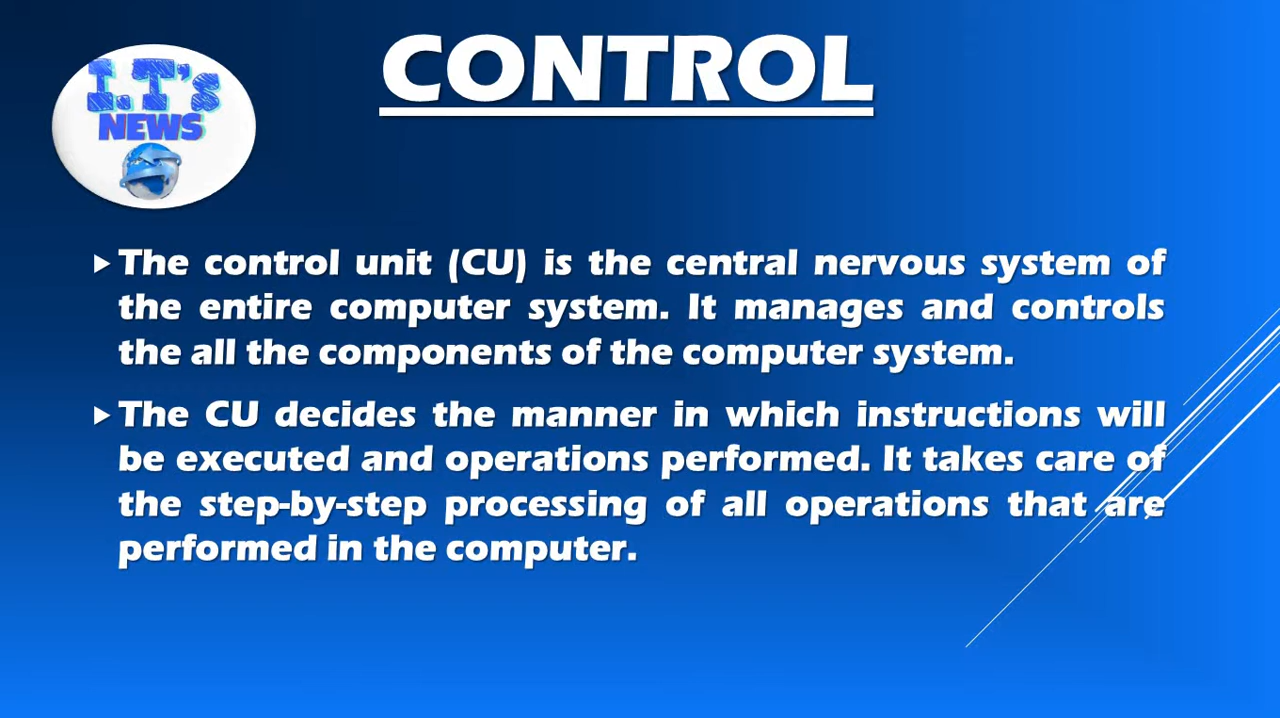 CONTROL
I.T's
NEWS
The control unit (CU) is the central nervous system of
the entire computer system. It manages and controls
the all the components of the computer system.
The CU decides the manner in which instructions will
be executed and operations performed. It takes care of
the step-by-step processing of all operations that are
performed in the computer.